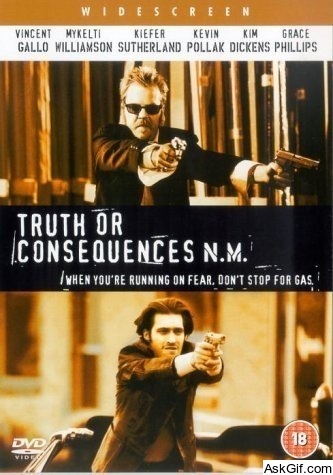 WIDESCREEN
VINCENT GALLO
MYKELTI WILLIAMSON
KIEFER SUTHERLAND
KEVIN POLLAK
KIM DICKENS
GRACE PHILLIPS
TRUTH OR
CONSEQUENCES N.M.
WHEN YOU'RE RUNNING ON FEAR, DON'T STOP FOR GAS.
DVD
VIDEO
18
AskGif.com